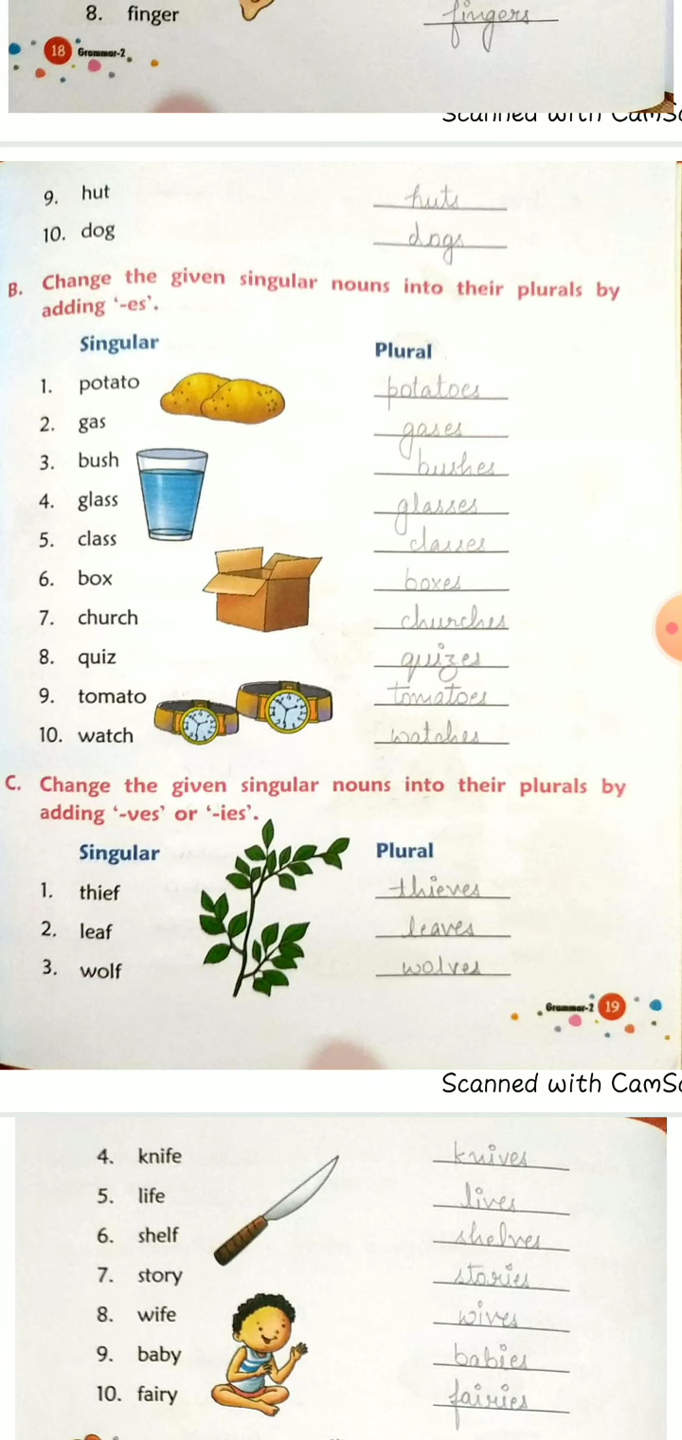 8. finger fingers
18 Grammar-2
Scanned with CamSc
9. hut huts
10. dog dogs
B. Change the given singular nouns into their plurals by
adding ‘-es’.
Singular Plural
1. potato potatoes
2. gas gases
3. bush bushes
4. glass glasses
5. class classes
6. box boxes
7. church churches
8. quiz quizes
9. tomato tomatoes
10. watch watches
C. Change the given singular nouns into their plurals by
adding ‘-ves’ or ‘-ies’.
Singular Plural
1. thief thieves
2. leaf leaves
3. wolf wolves
Grammar-2 19
Scanned with CamSc
4. knife knives
5. life lives
6. shelf shelves
7. story stories
8. wife wives
9. baby babies
10. fairy fairies